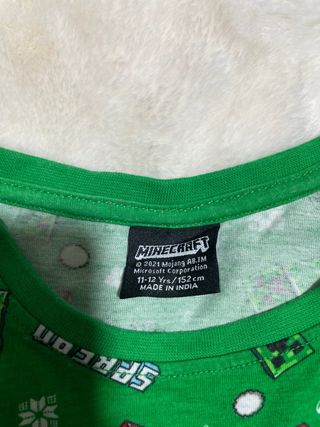 MINECRAFT
© 2021 Mojang AB.TM
Microsoft Corporation
11-12 Yrs/152 cm
MADE IN INDIA